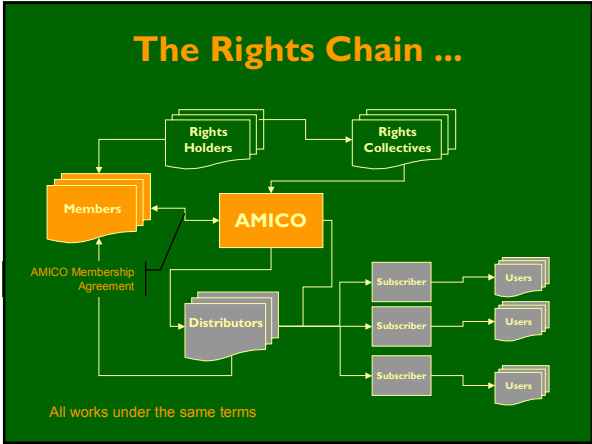 The Rights Chain ...
Rights
Holders
Rights
Collectives
Members
AMICO
AMICO Membership
Agreement
Subscriber
Users
Distributors
Subscriber
Users
Subscriber
Users
All works under the same terms